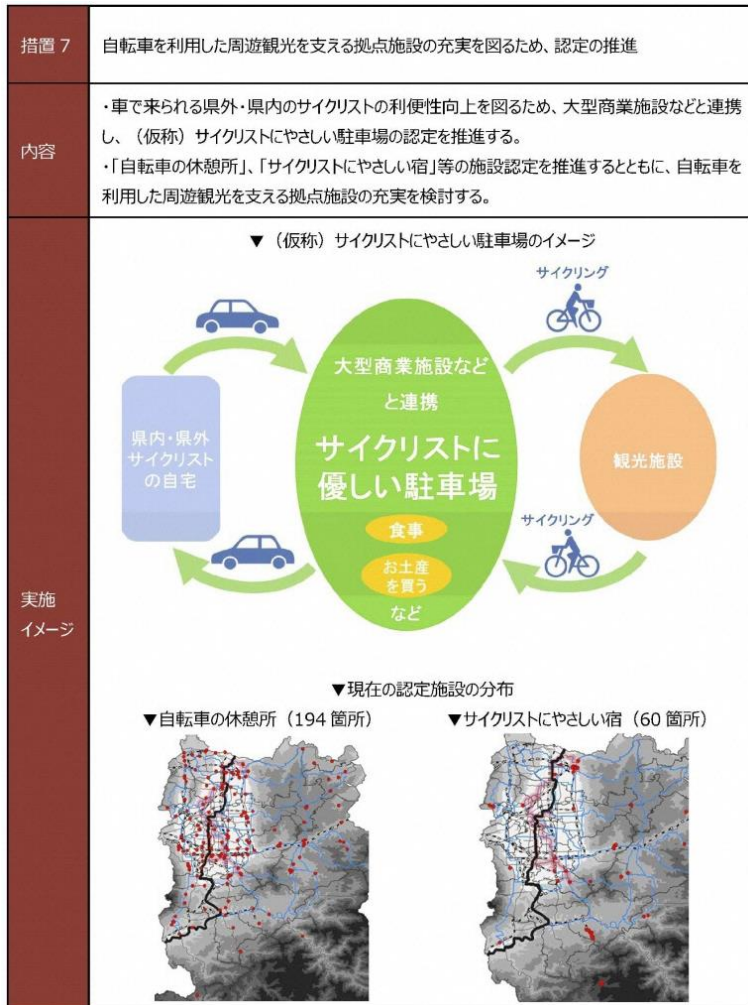 措置 7
自転車を利用した周遊観光を支える拠点施設の充実を図るため、認定の推進
内容
・車で来られる県外・県内のサイクリストの利便性向上を図るため、大型商業施設などと連携
し、（仮称）サイクリストにやさしい駐車場の認定を推進する。
・「自転車の休憩所」、「サイクリストにやさしい宿」等の施設認定を推進するとともに、自転車を
利用した周遊観光を支える拠点施設の充実を検討する。
実施
イメージ
▼（仮称）サイクリストにやさしい駐車場のイメージ
サイクリング
大型商業施設など
と連携
サイクリストに
優しい駐車場
県内・県外
サイクリスト
の自宅
観光施設
サイクリング
食事
お土産
を買う
など
▼現在の認定施設の分布
▼自転車の休憩所（194 箇所）
▼サイクリストにやさしい宿（60 箇所）